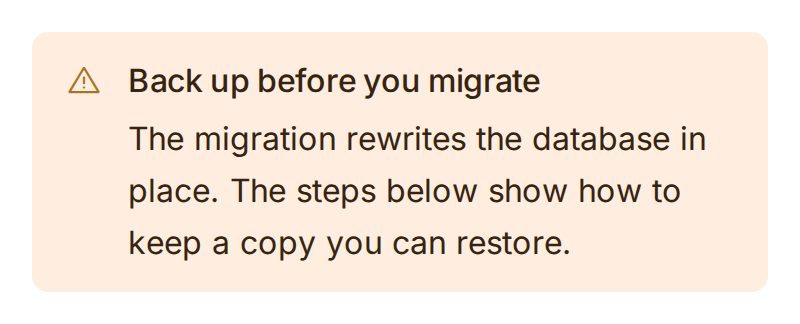 Back up before you migrate
The migration rewrites the database in
place. The steps below show how to
keep a copy you can restore.